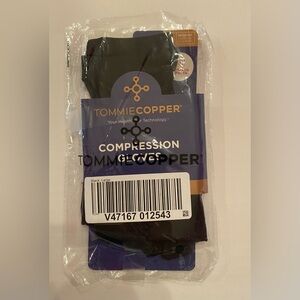 TOMMIECOPPER
COMPRESSION
GLOVES
TOMMIECOPPER
V47167 012543